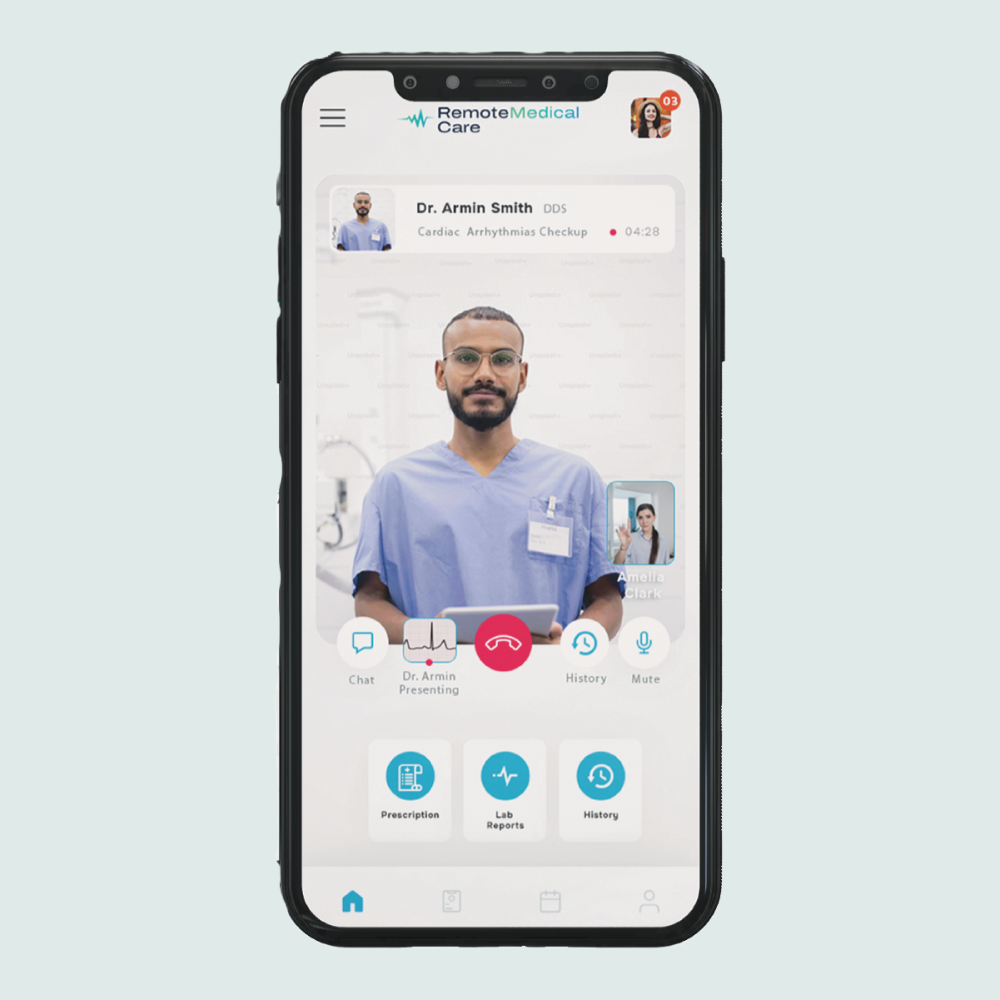 RemoteMedical
Care
03
Dr. Armin Smith DDS
Cardiac Arrhythmias Checkup 04:28
Amelia
Clark
Chat
Dr. Armin
Presenting
History
Mute
Prescription
Lab
Reports
History